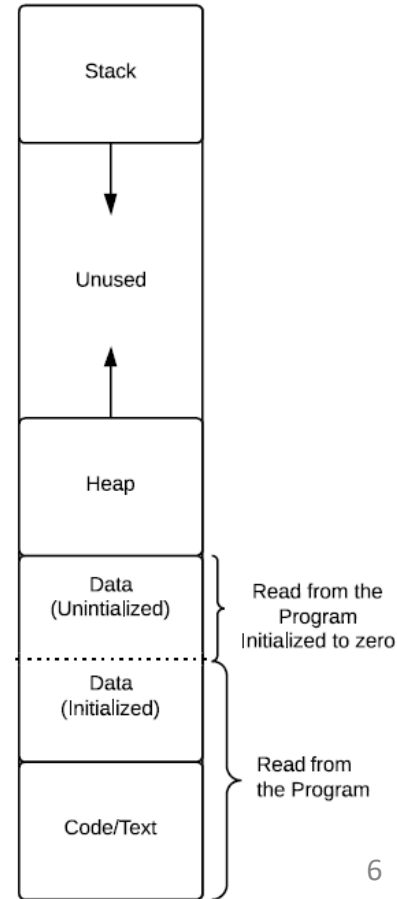 Stack
Unused
Heap
Data
(Unintialized)
Read from the
Program
Initialized to zero
Data
(Initialized)
Read from
the Program
Code/Text
6